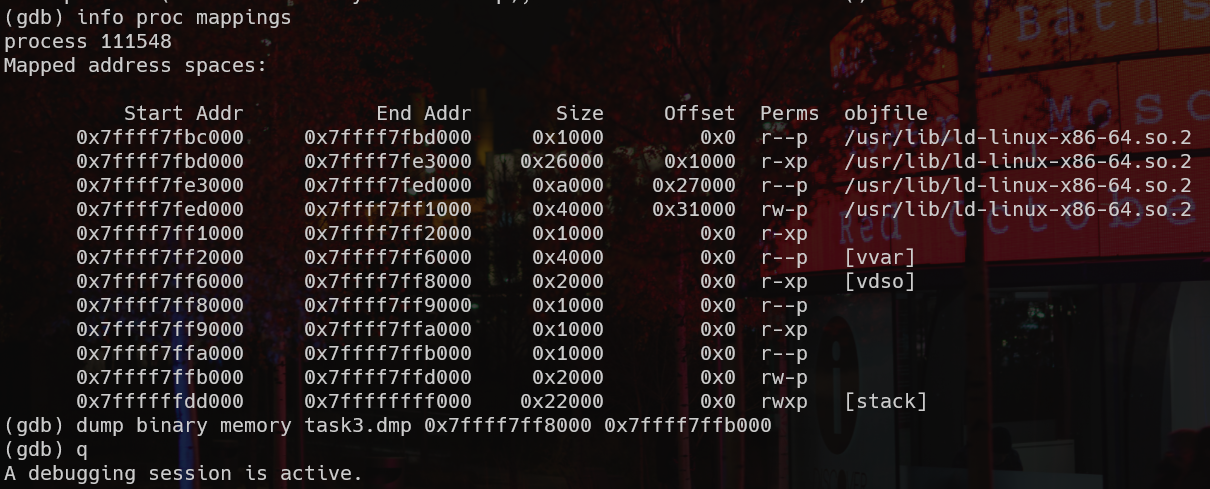 (gdb) info proc mappings
process 111548
Mapped address spaces:
Start Addr End Addr Size Offset Perms objfile
0x7ffff7fbc000 0x7ffff7fbd000 0x1000 0x0 r--p /usr/lib/ld-linux-x86-64.so.2
0x7ffff7fbd000 0x7ffff7fe3000 0x26000 0x1000 r-xp /usr/lib/ld-linux-x86-64.so.2
0x7ffff7fe3000 0x7ffff7fed000 0xa000 0x27000 r--p /usr/lib/ld-linux-x86-64.so.2
0x7ffff7fed000 0x7ffff7ff1000 0x4000 0x31000 rw-p /usr/lib/ld-linux-x86-64.so.2
0x7ffff7ff1000 0x7ffff7ff2000 0x1000 0x0 r-xp
0x7ffff7ff2000 0x7ffff7ff6000 0x4000 0x0 r--p [vvar]
0x7ffff7ff6000 0x7ffff7ff8000 0x2000 0x0 r-xp [vdso]
0x7ffff7ff8000 0x7ffff7ff9000 0x1000 0x0 r--p
0x7ffff7ff9000 0x7ffff7ffa000 0x1000 0x0 r-xp
0x7ffff7ffa000 0x7ffff7ffb000 0x1000 0x0 r--p
0x7ffff7ffb000 0x7ffff7ffd000 0x2000 0x0 rw-p
0x7ffffffdd000 0x7ffffffff000 0x22000 0x0 rwxp [stack]
(gdb) dump binary memory task3.dmp 0x7ffff7ff8000 0x7ffff7ffb000
(gdb) q
A debugging session is active.
Baths
Mosc
Red Octobe